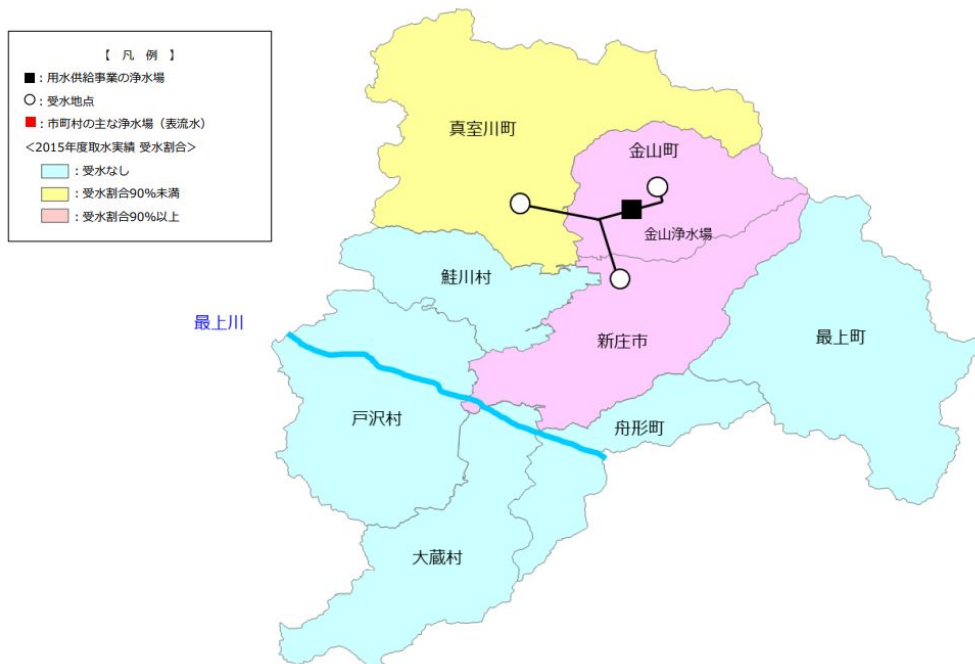 【 凡 例 】
■：用水供給事業の浄水場
○：受水地点
■：市町村の主な浄水場（表流水）
<2015年度取水実績 受水割合>
：受水なし
：受水割合90%未満
：受水割合90%以上
真室川町
金山町
金山浄水場
鮭川村
最上川
新庄市
最上町
戸沢村
舟形町
大蔵村